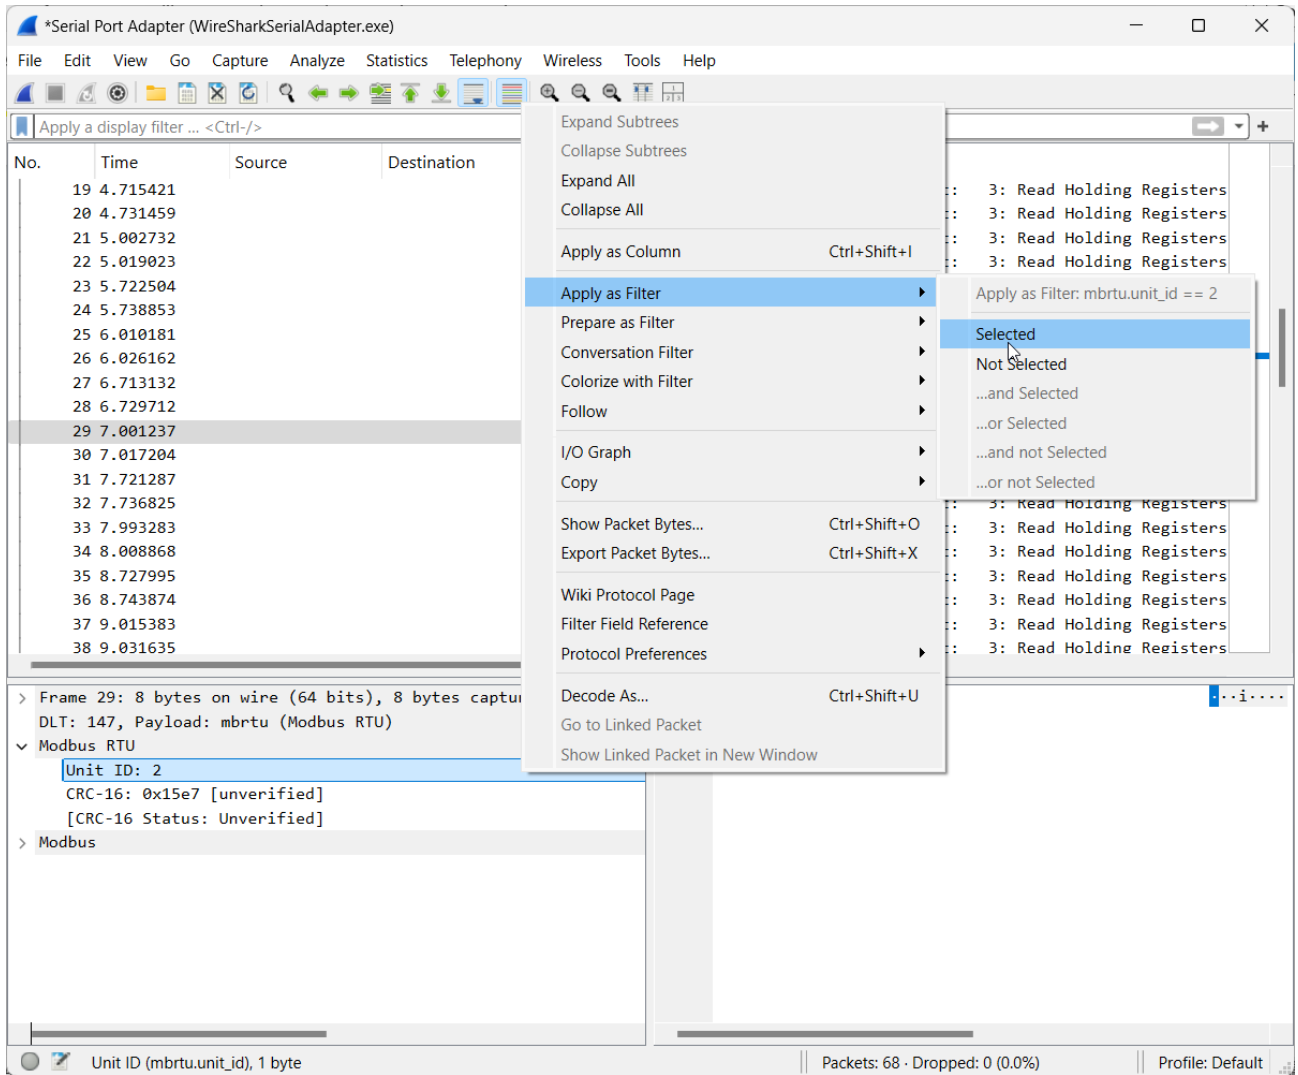 *Serial Port Adapter (WireSharkSerialAdapter.exe)
File Edit View Go Capture Analyze Statistics Telephony Wireless Tools Help
Apply a display filter ... <Ctrl-/>
No. Time Source Destination
19 4.715421
20 4.731459
21 5.002732
22 5.019023
23 5.722504
24 5.738853
25 6.010181
26 6.026162
27 6.713132
28 6.729712
29 7.001237
30 7.017204
31 7.721287
32 7.736825
33 7.993283
34 8.008868
35 8.727995
36 8.743874
37 9.015383
38 9.031635
3: Read Holding Registers
3: Read Holding Registers
3: Read Holding Registers
3: Read Holding Registers
3: Read Holding Registers
3: Read Holding Registers
3: Read Holding Registers
3: Read Holding Registers
3: Read Holding Registers
3: Read Holding Registers
3: Read Holding Registers
Expand Subtrees
Collapse Subtrees
Expand All
Collapse All
Apply as Column Ctrl+Shift+I
Apply as Filter
Prepare as Filter
Conversation Filter
Colorize with Filter
Follow
I/O Graph
Copy
Show Packet Bytes... Ctrl+Shift+O
Export Packet Bytes... Ctrl+Shift+X
Wiki Protocol Page
Filter Field Reference
Protocol Preferences
Decode As... Ctrl+Shift+U
Go to Linked Packet
Show Linked Packet in New Window
Apply as Filter: mbrtu.unit_id == 2
Selected
Not Selected
...and Selected
...or Selected
...and not Selected
...or not Selected
Frame 29: 8 bytes on wire (64 bits), 8 bytes captu
DLT: 147, Payload: mbrtu (Modbus RTU)
Modbus RTU
Unit ID: 2
CRC-16: 0x15e7 [unverified]
[CRC-16 Status: Unverified]
Modbus
···i····
Unit ID (mbrtu.unit_id), 1 byte
Packets: 68 · Dropped: 0 (0.0%)
Profile: Default